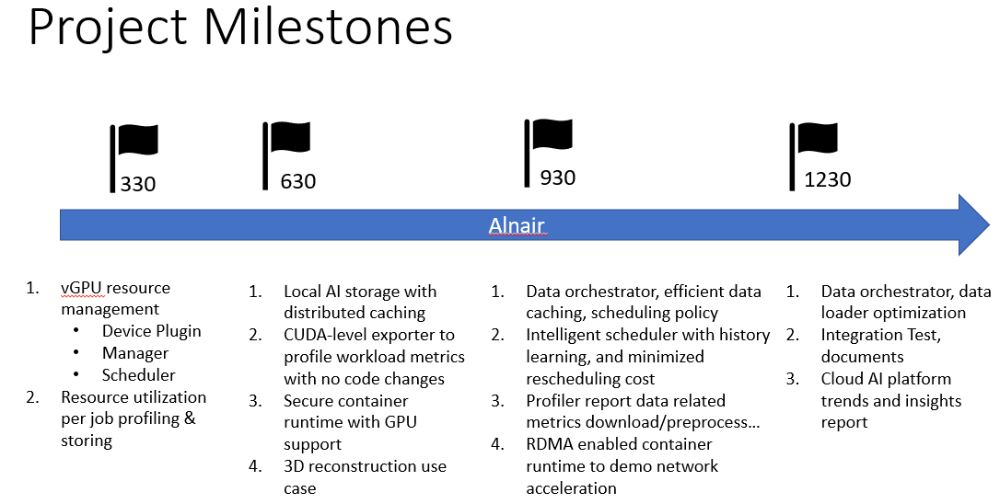 Project Milestones
330
630
930
1230
Alnair
1. vGPU resource
management
• Device Plugin
• Manager
• Scheduler
2. Resource utilization
per job profiling &
storing
1. Local AI storage with
distributed caching
2. CUDA-level exporter to
profile workload metrics
with no code changes
3. Secure container
runtime with GPU
support
4. 3D reconstruction use
case
1. Data orchestrator, efficient data
caching, scheduling policy
2. Intelligent scheduler with history
learning, and minimized
rescheduling cost
3. Profiler report data related
metrics download/preprocess...
4. RDMA enabled container
runtime to demo network
acceleration
1. Data orchestrator, data
loader optimization
2. Integration Test,
documents
3. Cloud AI platform
trends and insights
report